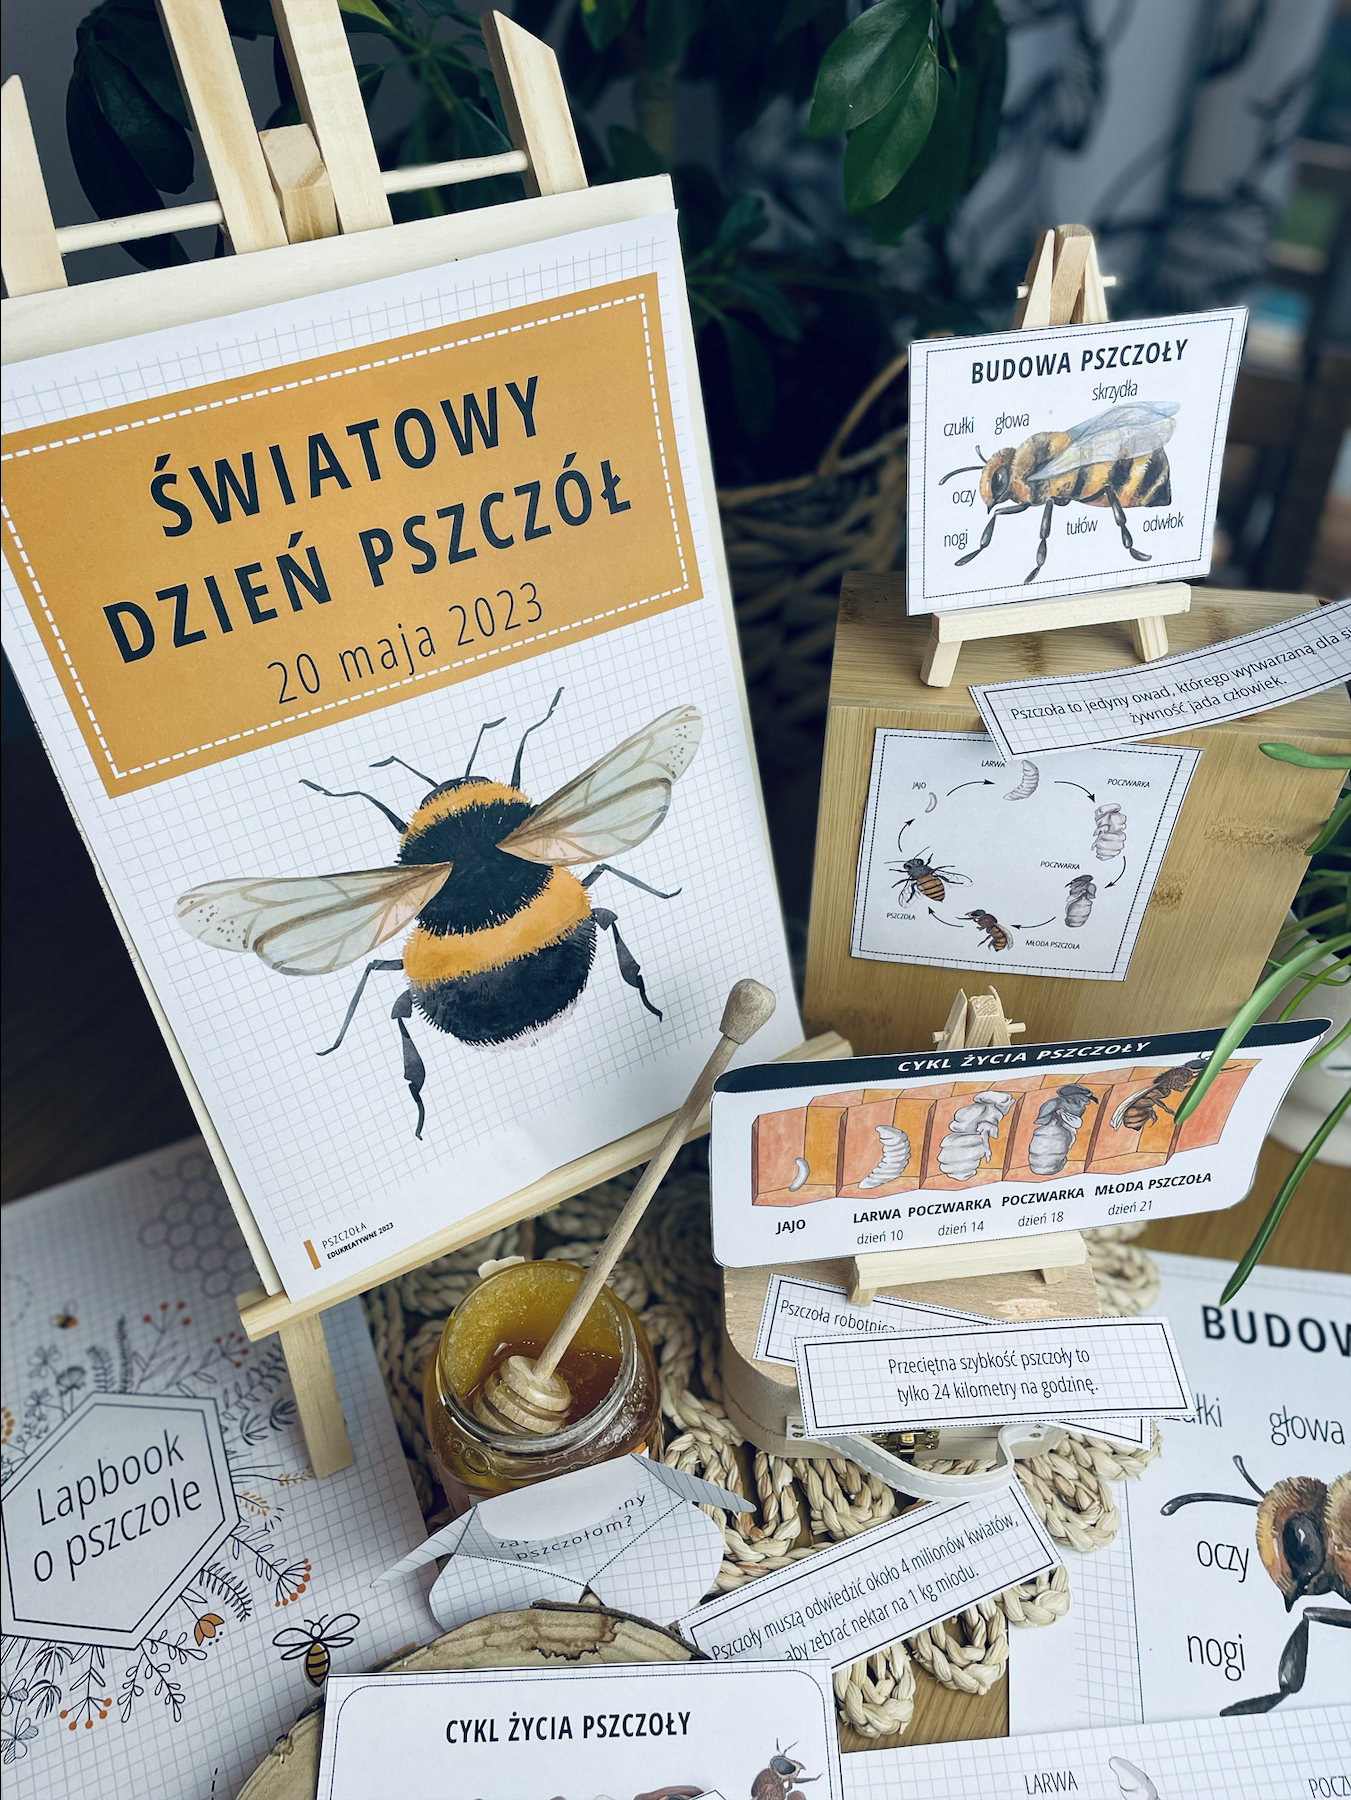 ŚWIATOWY
DZIEŃ PSZCZÓŁ
20 maja 2023
PSZCZOŁA
EDUKREATYWNE 2023
BUDOWA PSZCZOŁY
skrzydła
czułki głowa
oczy
nogi tułów odwłok
Pszczoła to jedyny owad, którego wytwarzaną dla
żywność jada człowiek.
LARWA
JAJO
POCZWARKA
POCZWARKA
PSZCZOŁA
MŁODA PSZCZOŁA
CYKL ŻYCIA PSZCZOŁY
JAJO LARWA POCZWARKA POCZWARKA MŁODA PSZCZOŁA
dzień 10 dzień 14 dzień 18 dzień 21
Pszczoła robotnica
Przeciętna szybkość pszczoły to
tylko 24 kilometry na godzinę.
Lapbook
o pszczole
pszczołom?
Pszczoły muszą odwiedzić około 4 milionów kwiatów,
aby zebrać nektar na 1 kg miodu.
BUDOW
głowa
oczy
nogi
CYKL ŻYCIA PSZCZOŁY
LARWA